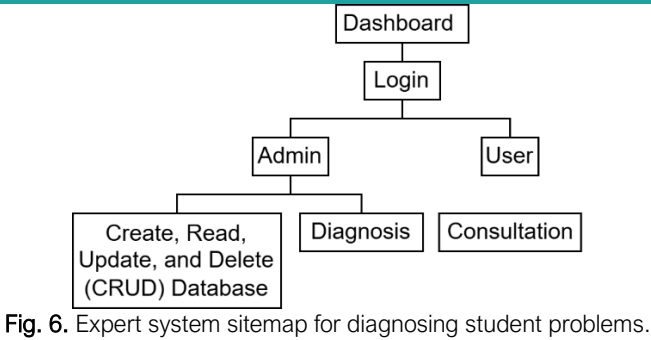 Dashboard
Login
Admin
User
Create, Read,
Update, and Delete
(CRUD) Database
Diagnosis
Consultation
Fig. 6. Expert system sitemap for diagnosing student problems.